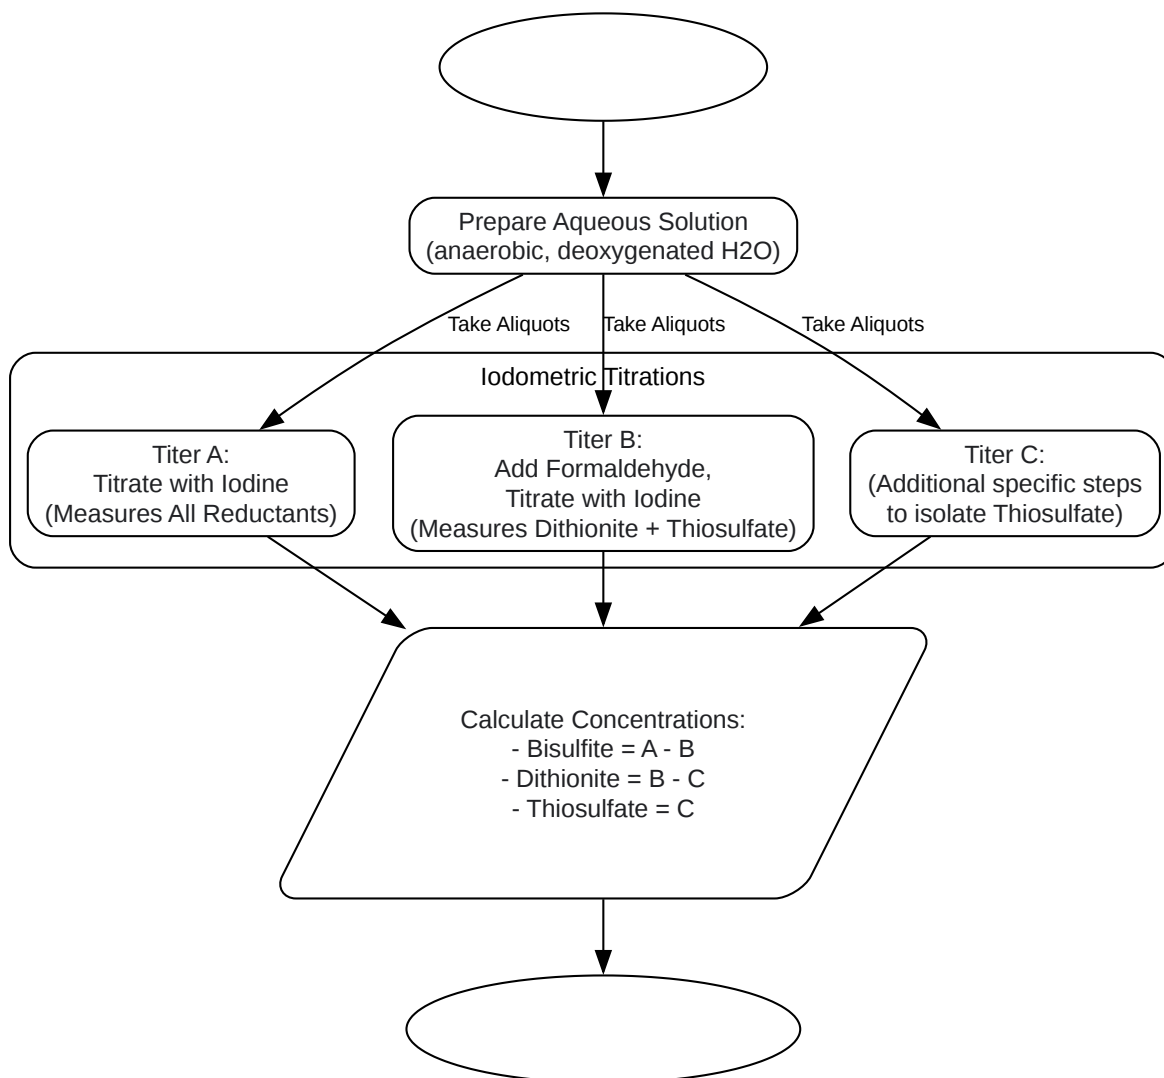 Prepare Aqueous Solution
(anaerobic, deoxygenated H2O)
Take Aliquots
Take Aliquots
Take Aliquots
Iodometric Titrations
Titer A:
Titrate with Iodine
(Measures All Reductants)
Titer B:
Add Formaldehyde,
Titrate with Iodine
(Measures Dithionite + Thiosulfate)
Titer C:
(Additional specific steps
to isolate Thiosulfate)
Calculate Concentrations:
- Bisulfite = A - B
- Dithionite = B - C
- Thiosulfate = C